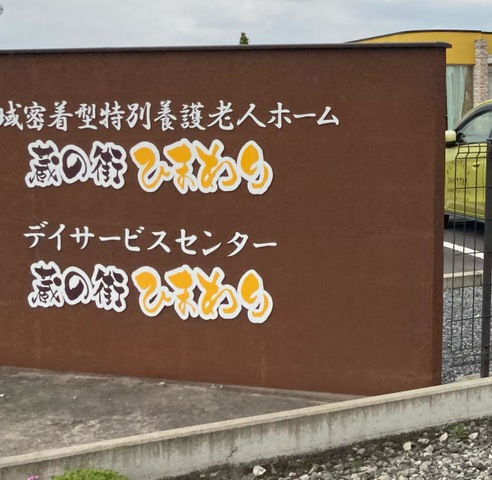 域密着型特別養護老人ホーム
蔵の街ひまわり
デイサービスセンター
蔵の街ひまわり